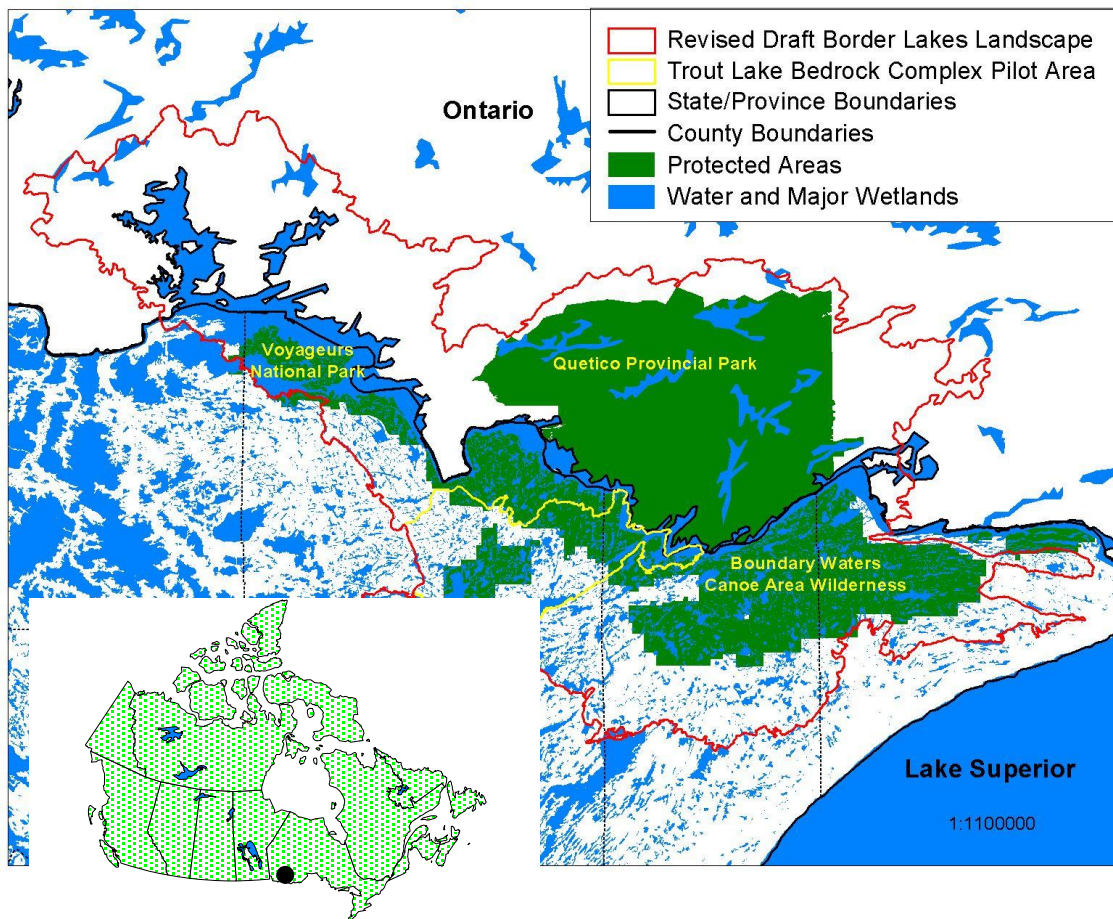 Revised Draft Border Lakes Landscape
Trout Lake Bedrock Complex Pilot Area
State/Province Boundaries
County Boundaries
Protected Areas
Water and Major Wetlands
Ontario
Voyageurs
National Park
Quetico Provincial Park
Boundary Waters
Canoe Area Wilderness
Lake Superior
1:1100000